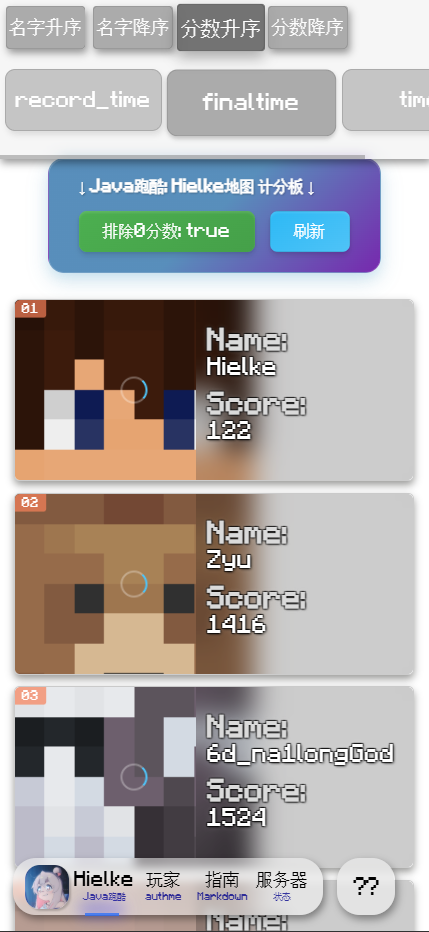 名字升序 名字降序 分数升序 分数降序
record_time finaltime time
↓ Java跑酷: Hielke地图 计分板 ↓
排除0分数: true 刷新
01
Name:
Hielke
Score:
122
02
Name:
Zyu
Score:
1416
03
Name:
6d_na1longGod
Score:
1524
Hielke 玩家 指南 服务器 ??
Java跑酷 authme Markdoun 状态
Name: